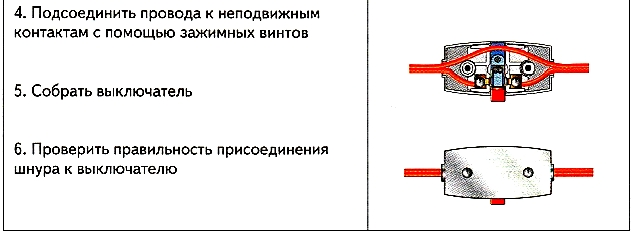 4. Подсоединить провода к неподвижным
контактам с помощью зажимных винтов
5. Собрать выключатель
6. Проверить правильность присоединения
шнура к выключателю